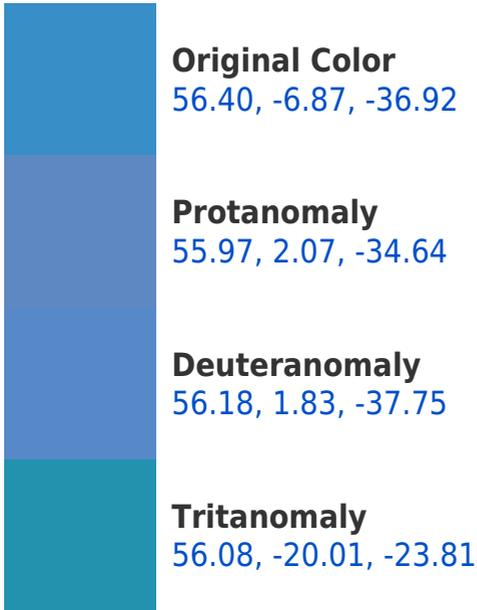 Original Color
56.40, -6.87, -36.92
Protanomaly
55.97, 2.07, -34.64
Deuteranomaly
56.18, 1.83, -37.75
Tritanomaly
56.08, -20.01, -23.81